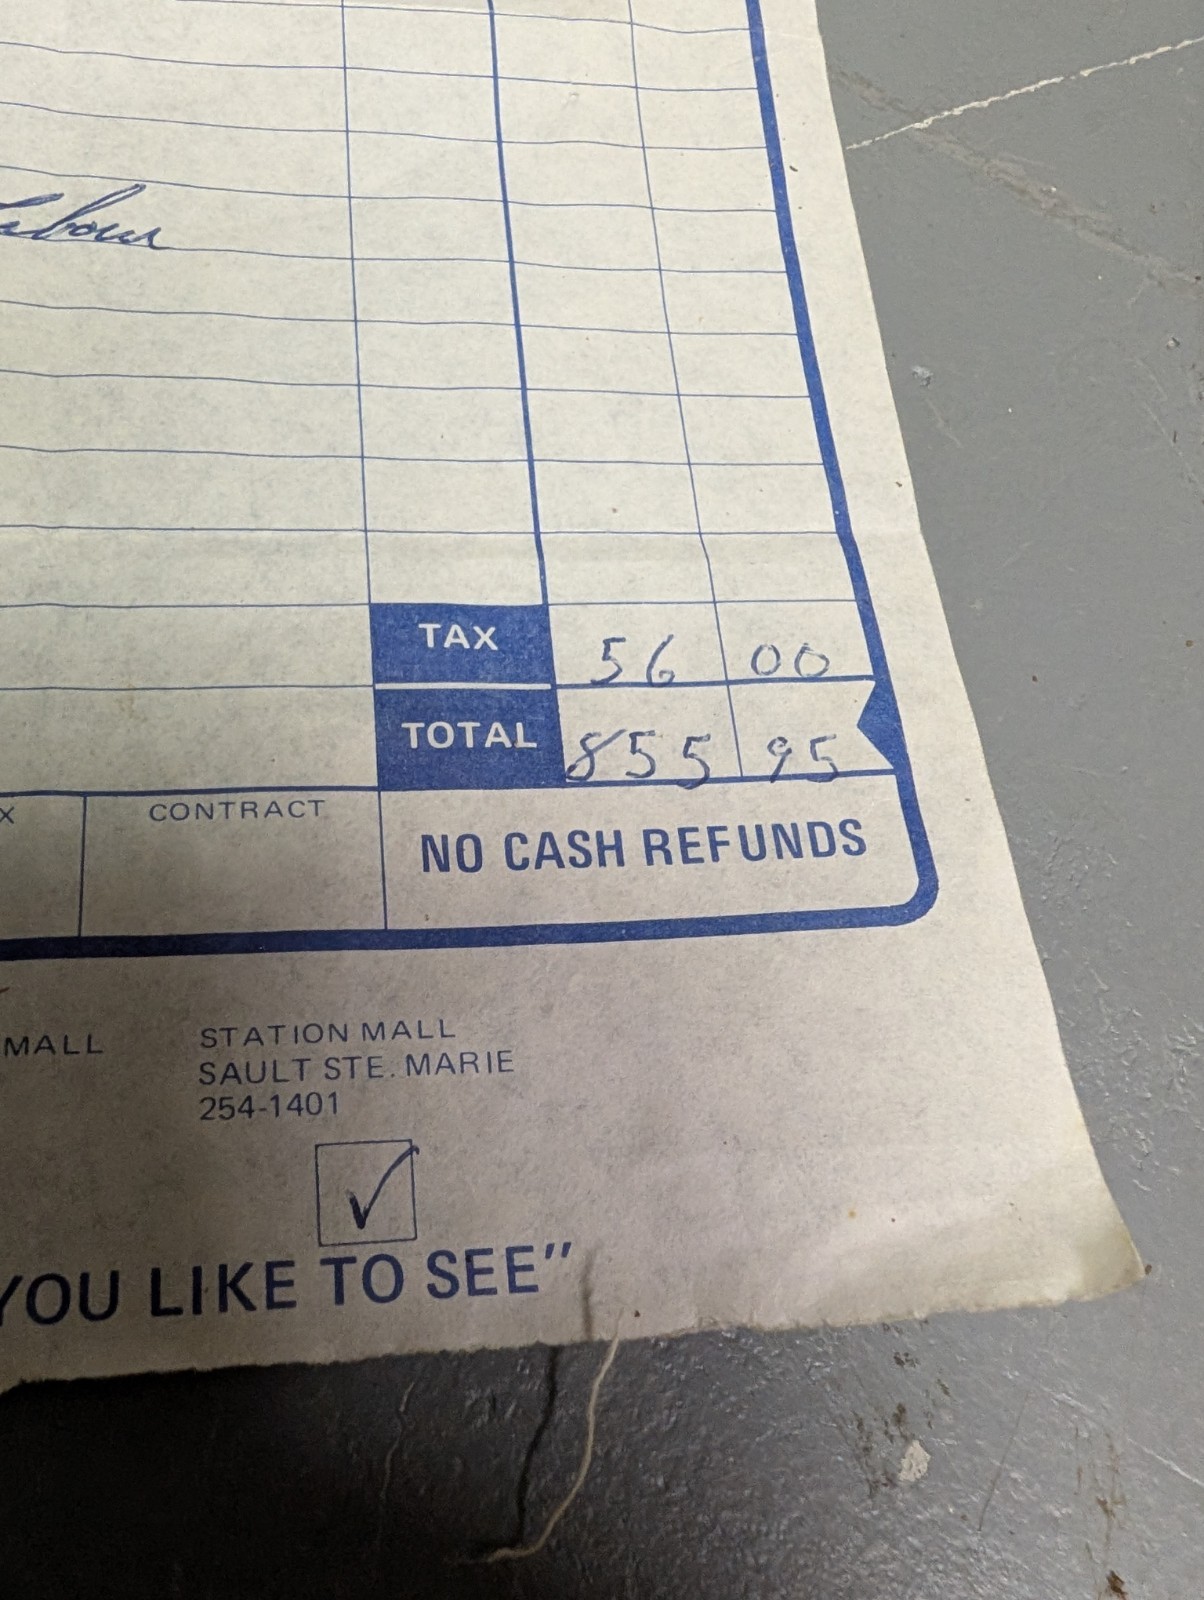 Labour
TAX 56 00
TOTAL 855 95
X CONTRACT
NO CASH REFUNDS
MALL STATION MALL
SAULT STE. MARIE
254-1401
YOU LIKE TO SEE"